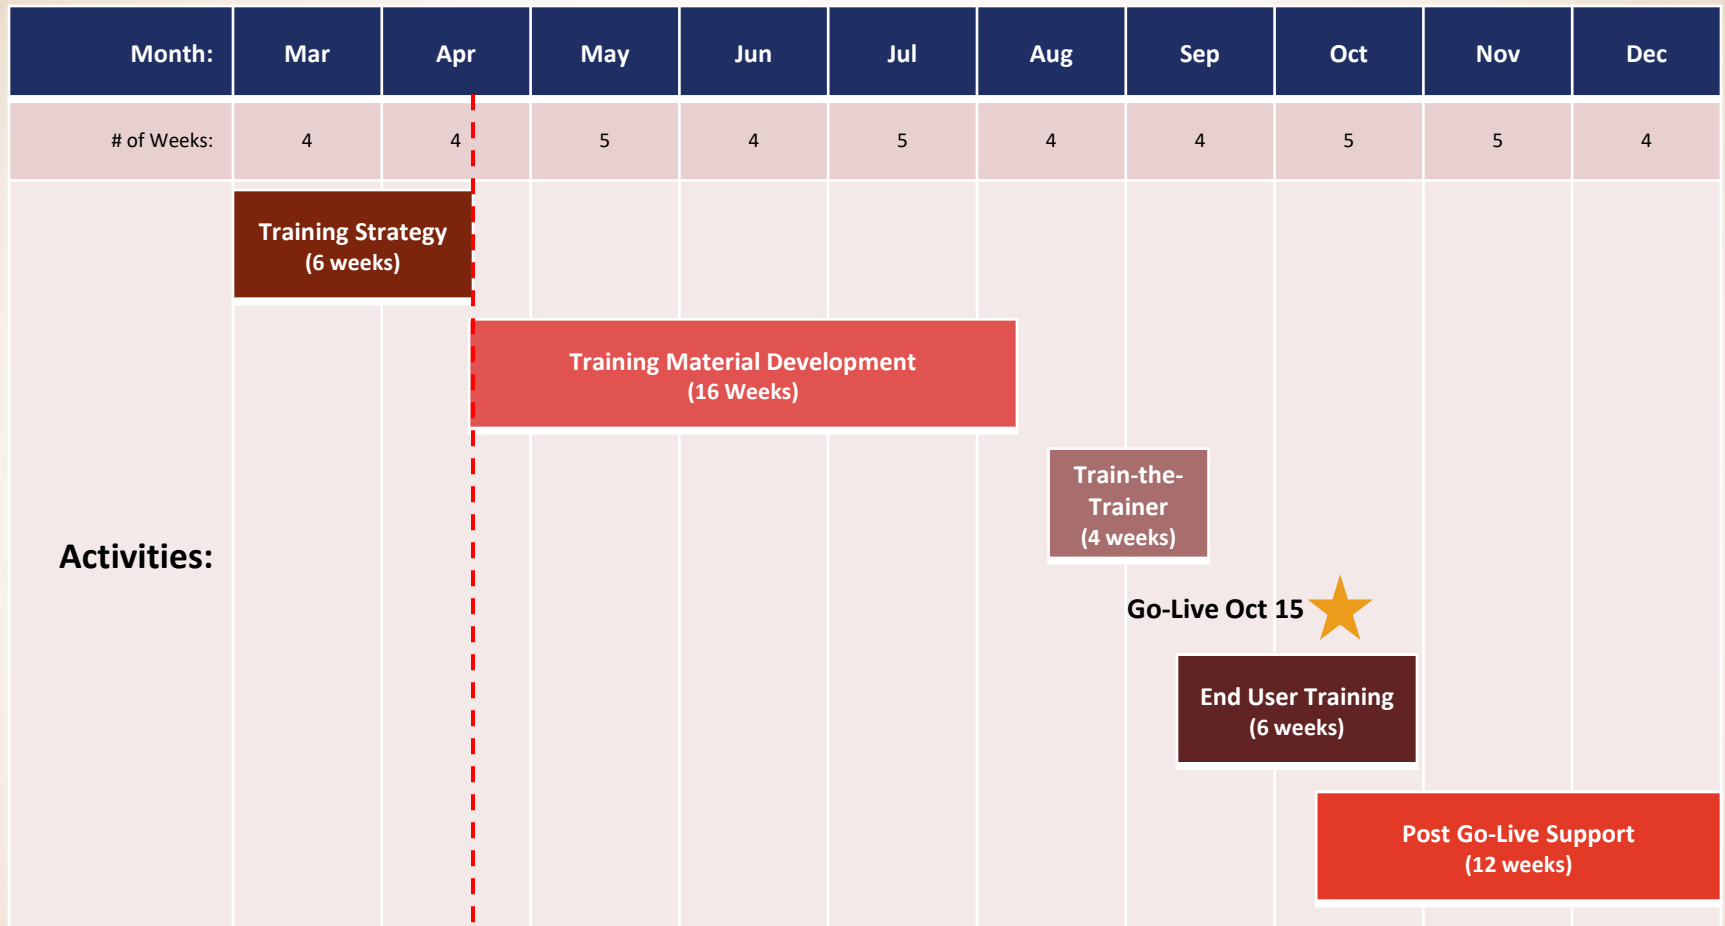 Month: Mar Apr May Jun Jul Aug Sep Oct Nov Dec
# of Weeks: 4 4 5 4 5 4 4 5 5 4
Training Strategy
(6 weeks)
Training Material Development
(16 Weeks)
Train-the-
Trainer
(4 weeks)
Activities:
Go-Live Oct 15
End User Training
(6 weeks)
Post Go-Live Support
(12 weeks)